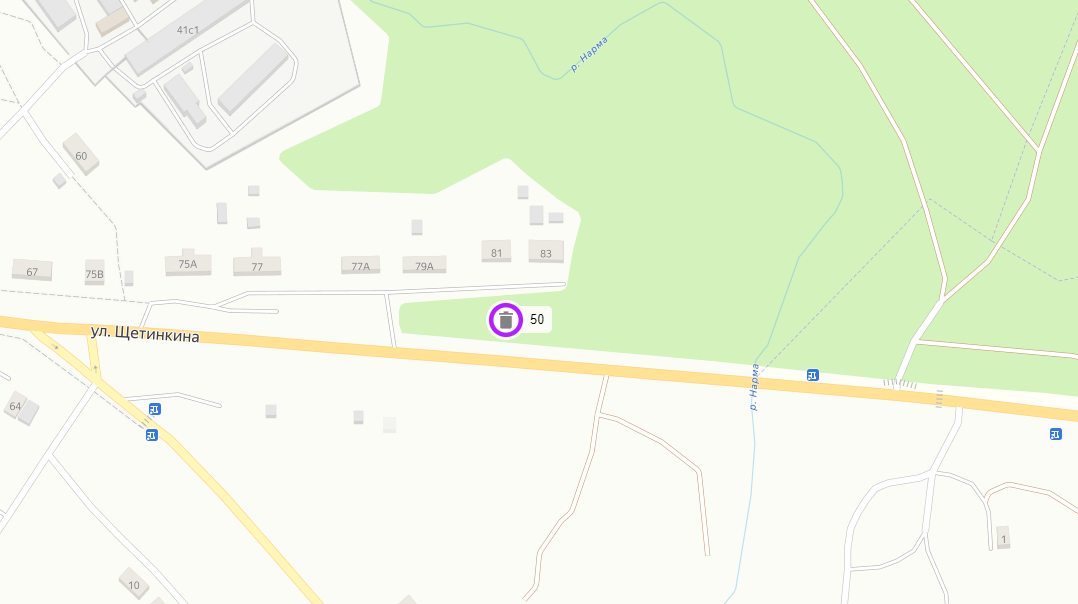 41с1
р. Нарма
60
67
75В
75А
77
77А
79А
81
83
50
ул. Щетинкина
р. Нарма
64
10
1